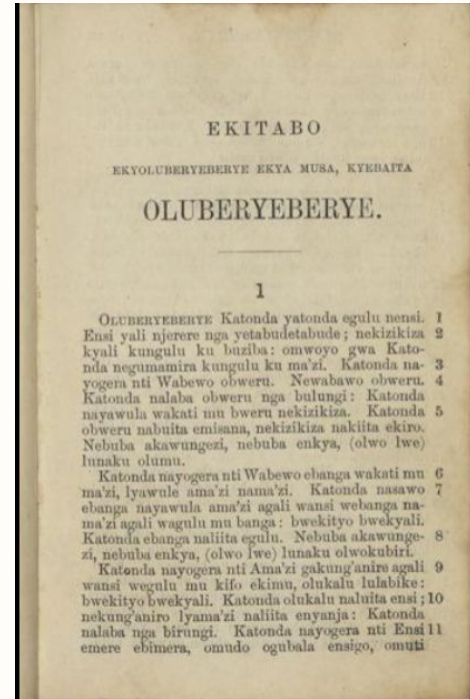 EKITABO
EKYOLUBERYEBERYE EKYA MUSA, KYEBAITA
OLUBERYEBERYE.
1
OLUBERYEBERYE Katonda yatonda egulu nensi. 1
Ensi yali njerere nga yetabudetabude; nekizikiza 2
kyali kungulu ku buziba: omwoyo gwa Kato-
nda negumamira kungulu ku ma'zi. Katonda na- 3
yogera nti Wabewo obweru. Newabawo obweru. 4
Katonda nalaba obweru nga bulungi: Katonda
nayawula wakati mu bweru nekizikiza. Katonda 5
obweru nabuita emisana, nekizikiza nakiita ekiro.
Nebuba akawungezi, nebuba enkya, (olwo lwe)
lunaku olumu.
Katonda nayogera nti Wabewo ebanga wakati mu 6
ma'zi, lyawule ama'zi nama'zi. Katonda nasawo 7
ebanga nayawula ama'zi agali wansi webanga na-
ma'zi agali wagulu mu banga: bwekityo bwekyali.
Katonda ebanga naliita egulu. Nebuba akawunge- 8
zi, nebuba enkya, (olwo lwe) lunaku olwokubiri.
Katonda nayogera nti Ama'zi gakung'anire agali 9
wansi wegulu mu kifo ekimu, olukalu lulabike:
bwekityo bwekyali. Katonda olukalu naluita ensi; 10
nekung'aniro lyama'zi naliita enyanja: Katonda
nalaba nga birungi. Katonda nayogera nti Ensi 11
emere ebimera, omudo ogubala ensigo, omuti